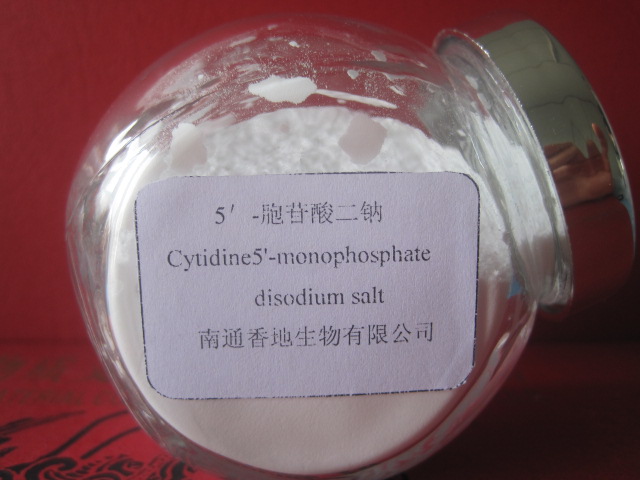 5′-胞苷酸二钠
Cytidine5'-monophosphate
disodium salt
南通香地生物有限公司